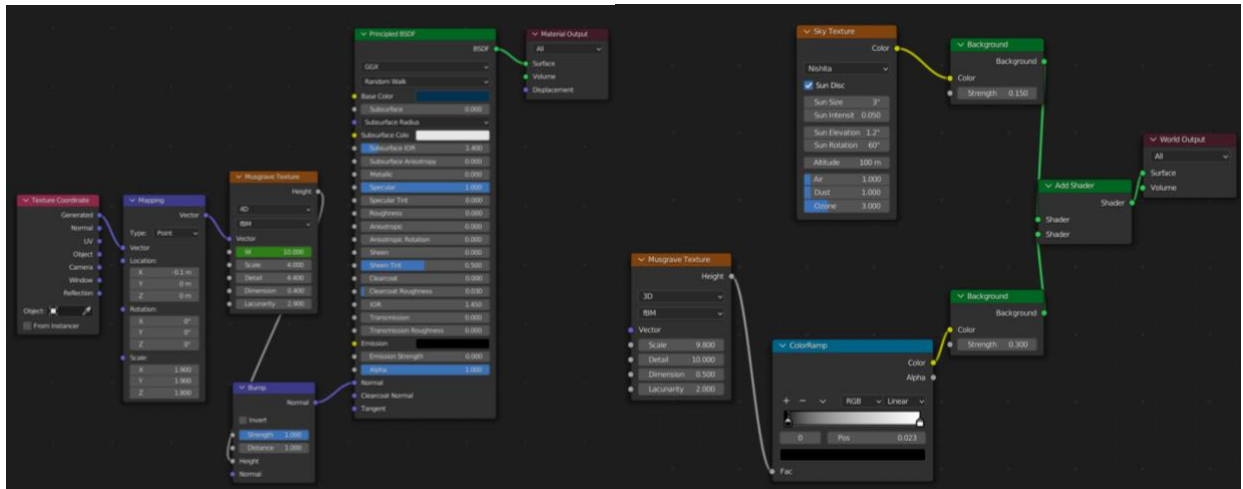 Texture Coordinate
Generated
Normal
UV
Object
Camera
Window
Reflection
Object:
From Instancer
Mapping
Vector
Type: Point
Vector
Location:
X -0.1 m
Y 0 m
Z 0 m
Rotation:
X 0°
Y 0°
Z 0°
Scale:
X 1.900
Y 1.900
Z 1.800
Musgrave Texture
Height
4D
fBM
Vector
W 10.000
Scale 4.000
Detail 4.400
Dimension 0.400
Lacunarity 2.900
Bump
Normal
Invert
Strength 1.000
Distance 1.000
Height
Normal
Principled BSDF
BSDF
GGX
Random Walk
Base Color
Subsurface 0.000
Subsurface Radius
Subsurface Colo
Subsurface IOR 1.400
Subsurface Anisotropy 0.000
Metallic 0.000
Specular 1.000
Specular Tint 0.000
Roughness 0.000
Anisotropic 0.000
Anisotropic Rotation 0.000
Sheen 0.000
Sheen Tint 0.500
Clearcoat 0.000
Clearcoat Roughness 0.030
IOR 1.450
Transmission 0.000
Transmission Roughness 0.000
Emission
Emission Strength 0.000
Alpha 1.000
Normal
Clearcoat Normal
Tangent
Material Output
All
Surface
Volume
Displacement
Sky Texture
Color
Nishita
Sun Disc
Sun Size 3°
Sun Intensit 0.050
Sun Elevation 1.2°
Sun Rotation 60°
Altitude 100 m
Air 1.000
Dust 1.000
Ozone 3.000
Background
Background
Color
Strength 0.150
Musgrave Texture
Height
3D
fBM
Vector
Scale 9.800
Detail 10.000
Dimension 0.500
Lacunarity 2.000
ColorRamp
Color
Alpha
+ − RGB Linear
0 Pos 0.023
Fac
Background
Background
Color
Strength 0.300
Add Shader
Shader
Shader
Shader
World Output
All
Surface
Volume